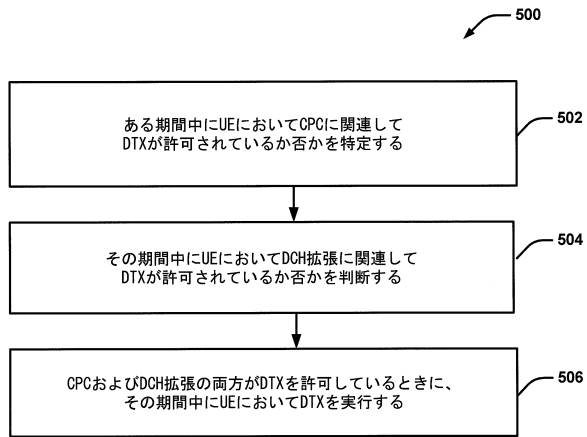 500
ある期間中にUEにおいてCPCに関連して
DTXが許可されているか否かを特定する
502
その期間中にUEにおいてDCH拡張に関連して
DTXが許可されているか否かを判断する
504
CPCおよびDCH拡張の両方がDTXを許可しているときに、
その期間中にUEにおいてDTXを実行する
506